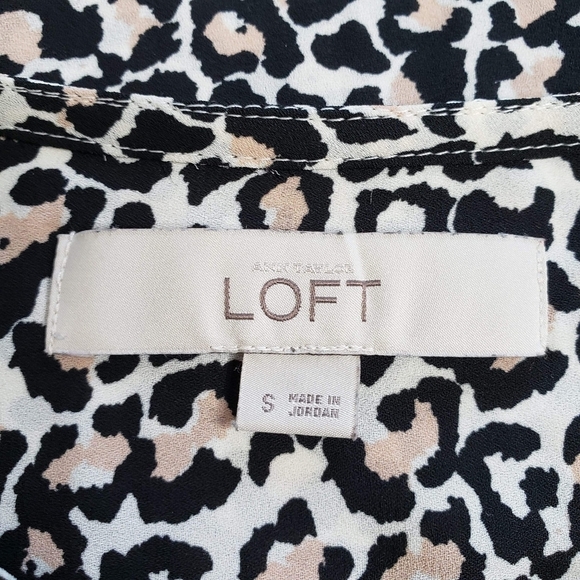 ANN TAYLOR
LOFT
S
MADE IN
JORDAN